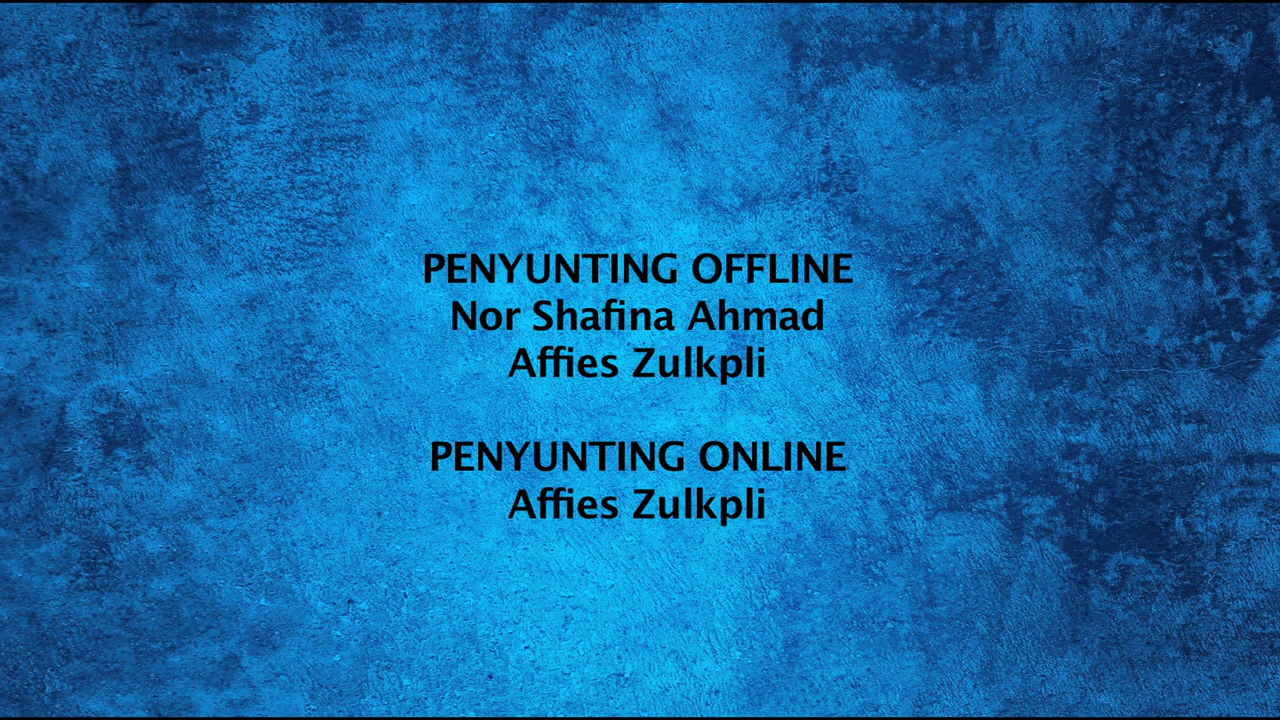 PENYUNTING OFFLINE
Nor Shafina Ahmad
Affies Zulkpli
PENYUNTING ONLINE
Affies Zulkpli